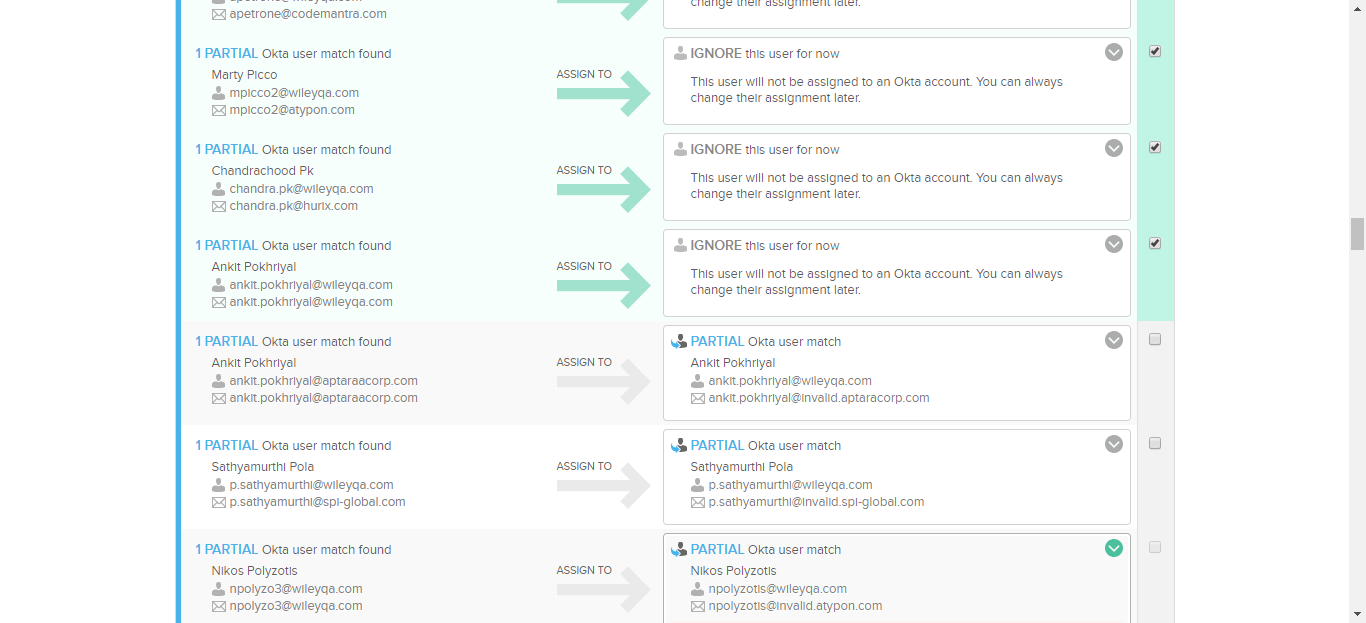 apetrone@codemantra.com
change their assignment later.
1 PARTIAL Okta user match found
Marty Picco
mpicco2@wileyqa.com
mpicco2@atypon.com
ASSIGN TO
IGNORE this user for now
This user will not be assigned to an Okta account. You can always
change their assignment later.
1 PARTIAL Okta user match found
Chandrachood Pk
chandra.pk@wileyqa.com
chandra.pk@hurix.com
ASSIGN TO
IGNORE this user for now
This user will not be assigned to an Okta account. You can always
change their assignment later.
1 PARTIAL Okta user match found
Ankit Pokhriyal
ankit.pokhriyal@wileyqa.com
ankit.pokhriyal@wileyqa.com
ASSIGN TO
IGNORE this user for now
This user will not be assigned to an Okta account. You can always
change their assignment later.
1 PARTIAL Okta user match found
Ankit Pokhriyal
ankit.pokhriyal@aptaraacorp.com
ankit.pokhriyal@aptaraacorp.com
ASSIGN TO
PARTIAL Okta user match
Ankit Pokhriyal
ankit.pokhriyal@wileyqa.com
ankit.pokhriyal@invalid.aptaracorp.com
1 PARTIAL Okta user match found
Sathyamurthi Pola
p.sathyamurthi@wileyqa.com
p.sathyamurthi@spi-global.com
ASSIGN TO
PARTIAL Okta user match
Sathyamurthi Pola
p.sathyamurthi@wileyqa.com
p.sathyamurthi@invalid.spi-global.com
1 PARTIAL Okta user match found
Nikos Polyzotis
npolyzo3@wileyqa.com
npolyzo3@wileyqa.com
ASSIGN TO
PARTIAL Okta user match
Nikos Polyzotis
npolyzotis@wileyqa.com
npolyzotis@invalid.atypon.com